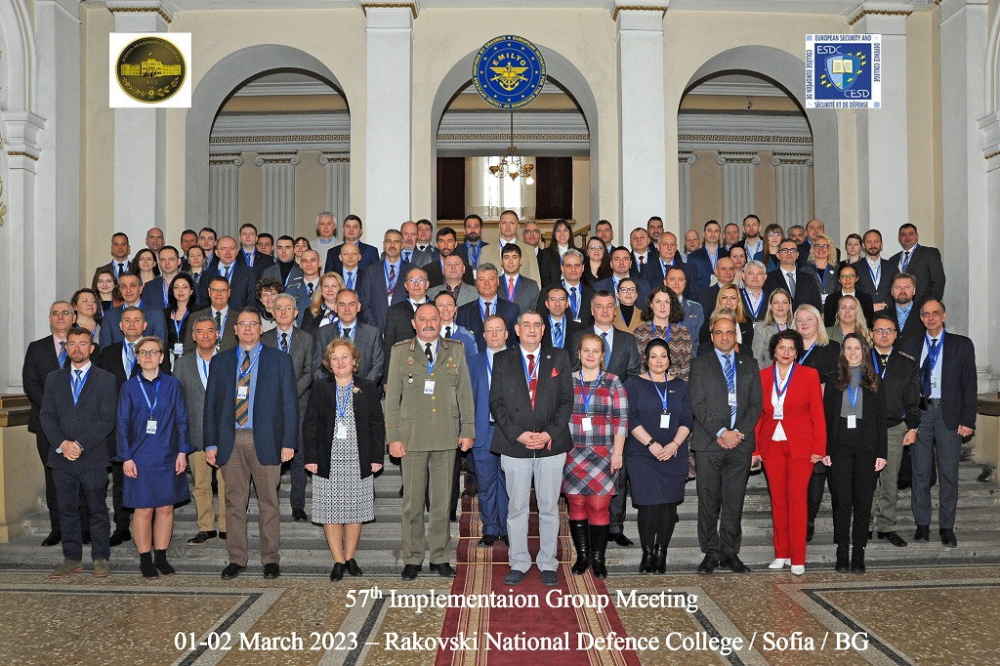 EMILYO
EUROPEAN SECURITY AND
DEFENCE COLLEGE
ESDC
CESD
COLLÈGE EUROPÉEN DE
SÉCURITÉ ET DE DÉFENSE
57th Implementaion Group Meeting
01-02 March 2023 – Rakovski National Defence College / Sofia / BG